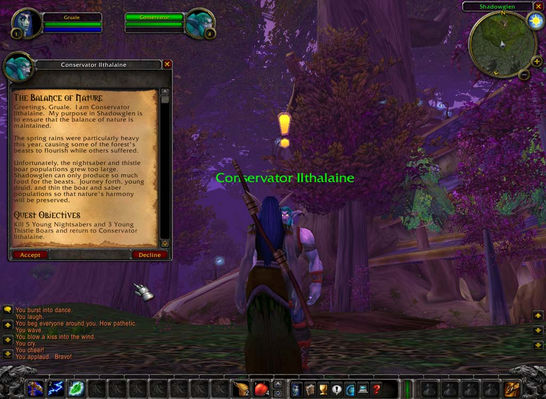 Gruale
Conservator
Shadowglen
Conservator Ilthalaine
The Balance of Nature
Greetings, Gruale. I am Conservator
Ilthalaine. My purpose in Shadowglen is
to ensure that the balance of nature is
maintained.
The spring rains were particularly heavy
this year, causing some of the forest's
beasts to flourish while others suffered.
Unfortunately, the nightsaber and thistle
boar populations grew too large.
Shadowglen can only produce so much
food for the beasts. Journey forth, young
druid, and thin the boar and saber
populations so that nature's harmony
will be preserved.
Quest Objectives
Kill 5 Young Nightsabers and 3 Young
Thistle Boars and return to Conservator
Ilthalaine.
Accept
Decline
Conservator Ilthalaine
You burst into dance.
You laugh.
You beg everyone around you. How pathetic.
You wave.
You blow a kiss into the wind.
You cry.
You cheer!
You applaud. Bravo!